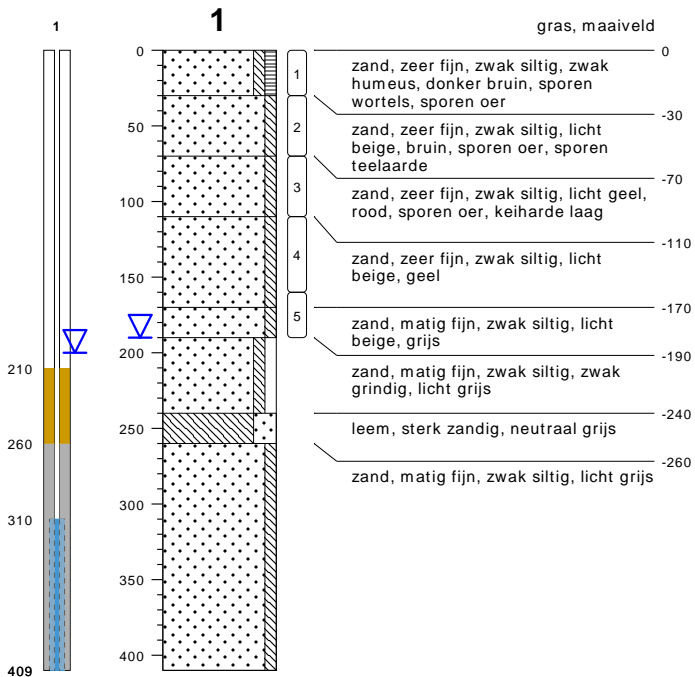 1
1
gras, maaiveld
0
0
zand, zeer fijn, zwak siltig, zwak
humeus, donker bruin, sporen
wortels, sporen oer
1
-30
50
2
zand, zeer fijn, zwak siltig, licht
beige, bruin, sporen oer, sporen
teelaarde
-70
100
3
zand, zeer fijn, zwak siltig, licht geel,
rood, sporen oer, keiharde laag
-110
150
4
zand, zeer fijn, zwak siltig, licht
beige, geel
-170
5
zand, matig fijn, zwak siltig, licht
beige, grijs
-190
200
210
zand, matig fijn, zwak siltig, zwak
grindig, licht grijs
-240
250
leem, sterk zandig, neutraal grijs
-260
260
zand, matig fijn, zwak siltig, licht grijs
300
310
350
400
409